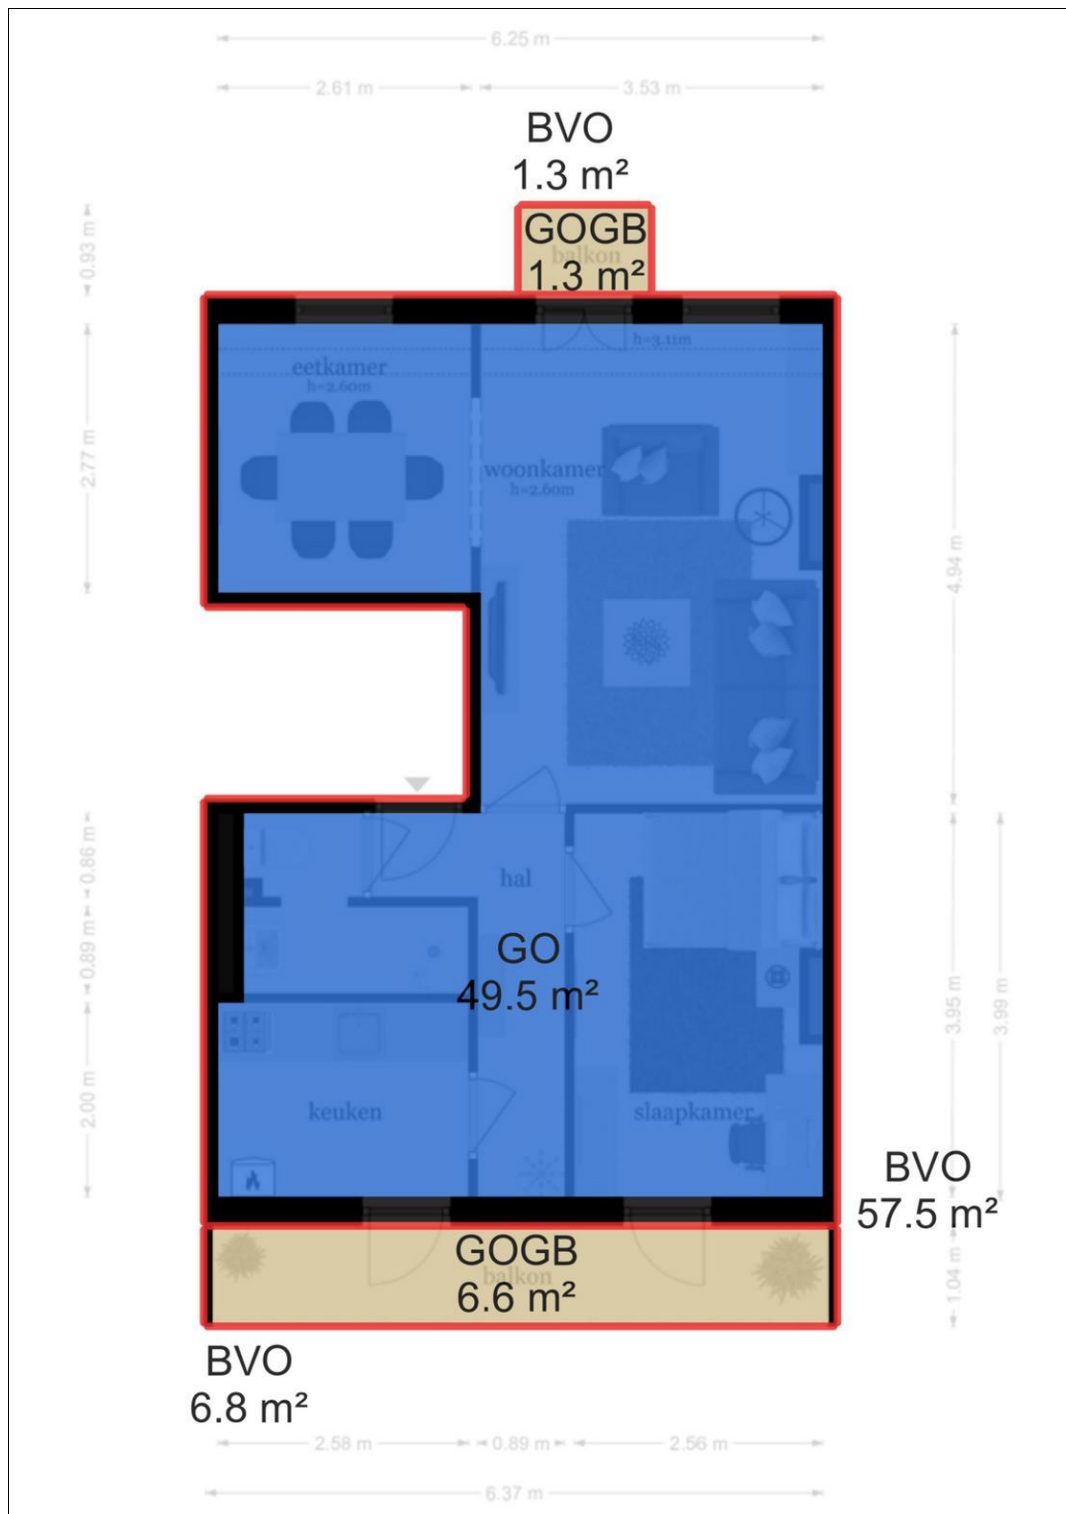 6.25 m
2.61 m
3.53 m
BVO
1.3 m²
GOGB
balkon
1.3 m²
0.93 m
h=3.11m
eetkamer
h=2.60m
2.77 m
woonkamer
h=2.60m
4.94 m
0.86 m
hal
0.89 m
GO
49.5 m²
3.95 m
3.99 m
2.00 m
keuken
slaapkamer
BVO
57.5 m²
GOGB
balkon
6.6 m²
1.04 m
BVO
6.8 m²
2.58 m
0.89 m
2.56 m
6.37 m